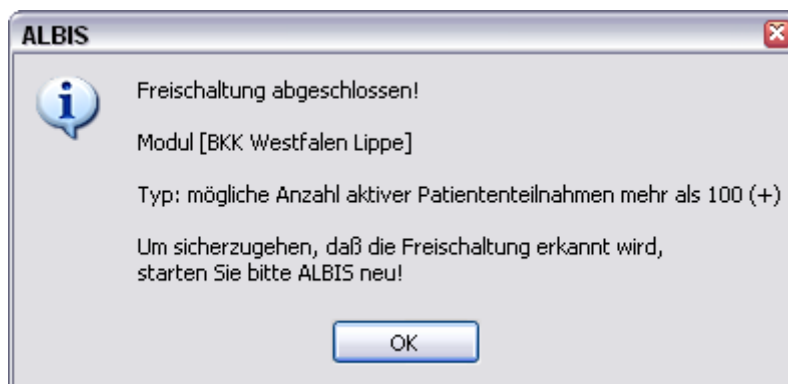 ALBIS
Freischaltung abgeschlossen!
Modul [BKK Westfalen Lippe]
Typ: mögliche Anzahl aktiver Patiententeilnahmen mehr als 100 (+)
Um sicherzugehen, daß die Freischaltung erkannt wird,
starten Sie bitte ALBIS neu!
OK